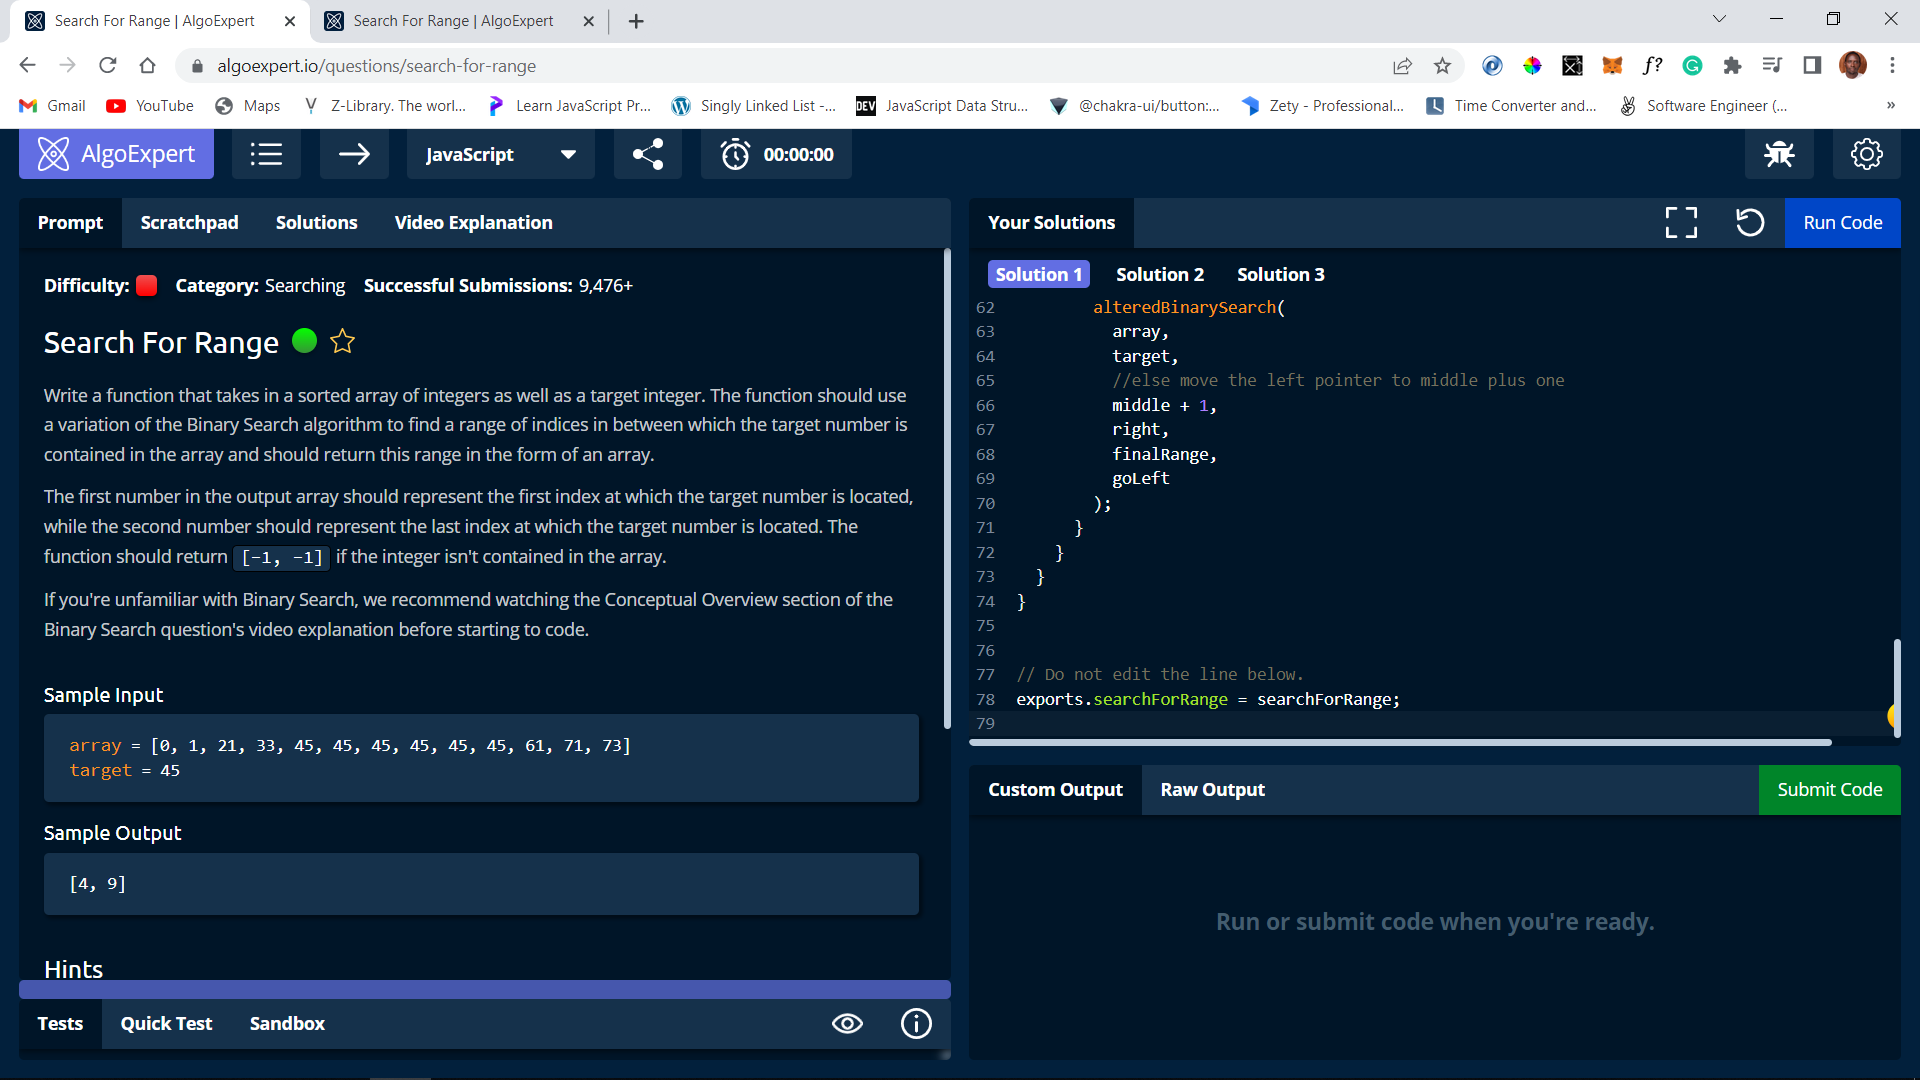 Search For Range | AlgoExpert
Search For Range | AlgoExpert
algoexpert.io/questions/search-for-range
f?
Gmail
YouTube
Maps
Z-Library. The worl...
Learn JavaScript Pr...
Singly Linked List -...
DEV JavaScript Data Stru...
@chakra-ui/button:...
Zety - Professional...
Time Converter and...
Software Engineer (...
»
AlgoExpert
JavaScript
00:00:00
Prompt Scratchpad Solutions Video Explanation
Difficulty: Category: Searching Successful Submissions: 9,476+
Search For Range
Write a function that takes in a sorted array of integers as well as a target integer. The function should use
a variation of the Binary Search algorithm to find a range of indices in between which the target number is
contained in the array and should return this range in the form of an array.
The first number in the output array should represent the first index at which the target number is located,
while the second number should represent the last index at which the target number is located. The
function should return [-1, -1] if the integer isn't contained in the array.
If you're unfamiliar with Binary Search, we recommend watching the Conceptual Overview section of the
Binary Search question's video explanation before starting to code.
Sample Input
array = [0, 1, 21, 33, 45, 45, 45, 45, 45, 45, 61, 71, 73]
target = 45
Sample Output
[4, 9]
Hints
Tests Quick Test Sandbox
Your Solutions
Run Code
Solution 1 Solution 2 Solution 3
62 alteredBinarySearch(
63 array,
64 target,
65 //else move the left pointer to middle plus one
66 middle + 1,
67 right,
68 finalRange,
69 goLeft
70 );
71 }
72 }
73 }
74 }
75
76
77 // Do not edit the line below.
78 exports.searchForRange = searchForRange;
79
Custom Output Raw Output
Submit Code
Run or submit code when you're ready.